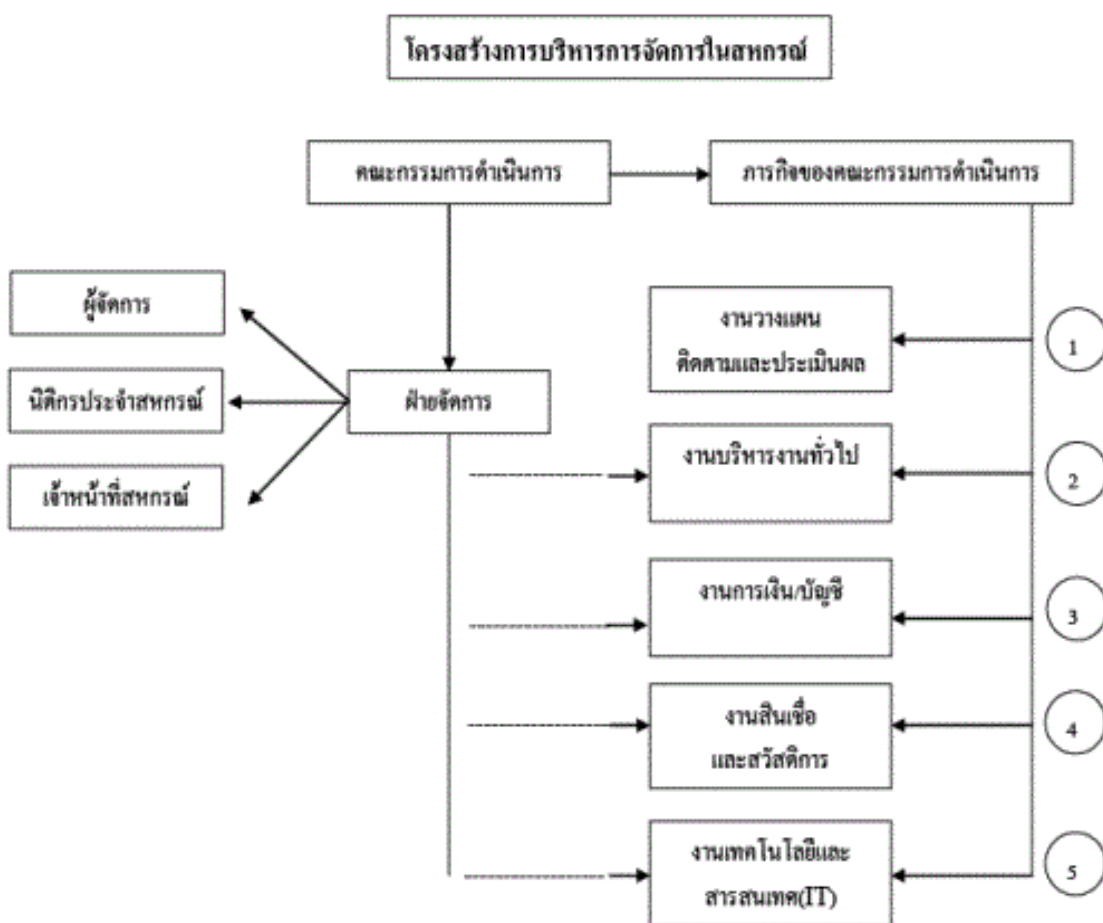 โครงสร้างการบริหารการจัดการในสหกรณ์
คณะกรรมการดำเนินการ
ภารกิจของคณะกรรมการดำเนินการ
ผู้จัดการ
นิติกรประจำสหกรณ์
เจ้าหน้าที่สหกรณ์
ฝ่ายจัดการ
งานวางแผน
ติดตามและประเมินผล
1
งานบริหารงานทั่วไป
2
งานการเงิน/บัญชี
3
งานสินเชื่อ
และสวัสดิการ
4
งานเทคโนโลยีและ
สารสนเทศ(IT)
5